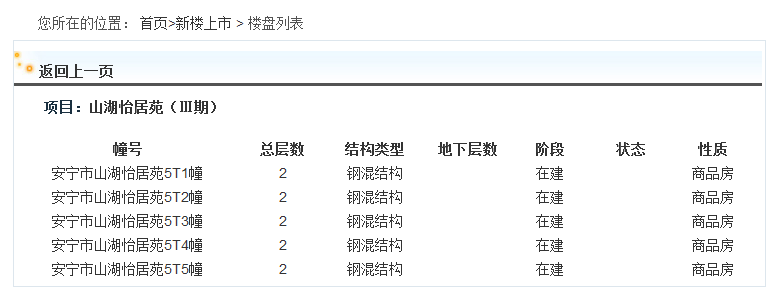 您所在的位置： 首页>新楼上市 > 楼盘列表
返回上一页
项目：山湖怡居苑（Ⅲ期）
幢号 总层数 结构类型 地下层数 阶段 状态 性质
安宁市山湖怡居苑5T1幢 2 钢混结构 在建 商品房
安宁市山湖怡居苑5T2幢 2 钢混结构 在建 商品房
安宁市山湖怡居苑5T3幢 2 钢混结构 在建 商品房
安宁市山湖怡居苑5T4幢 2 钢混结构 在建 商品房
安宁市山湖怡居苑5T5幢 2 钢混结构 在建 商品房